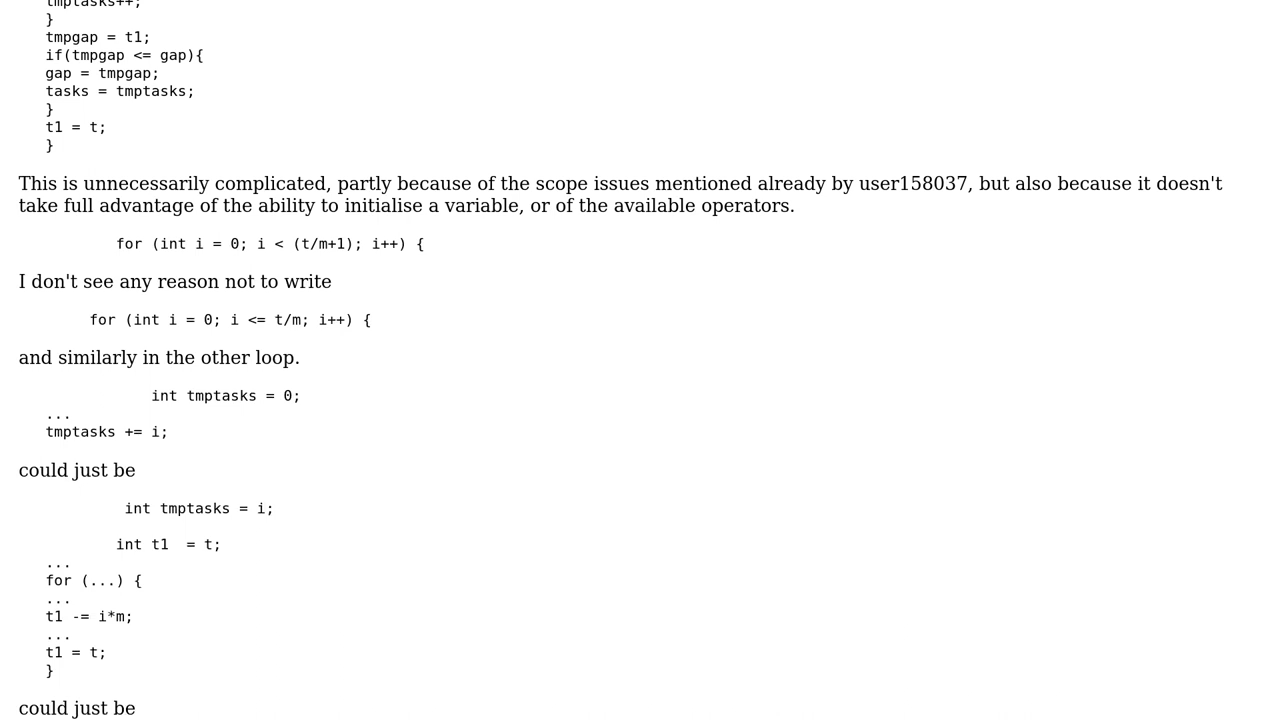 tmptasks++;
}
tmpgap = t1;
if(tmpgap <= gap){
gap = tmpgap;
tasks = tmptasks;
}
t1 = t;
}
This is unnecessarily complicated, partly because of the scope issues mentioned already by user158037, but also because it doesn't
take full advantage of the ability to initialise a variable, or of the available operators.
for (int i = 0; i < (t/m+1); i++) {
I don't see any reason not to write
for (int i = 0; i <= t/m; i++) {
and similarly in the other loop.
int tmptasks = 0;
...
tmptasks += i;
could just be
int tmptasks = i;
int t1  = t;
...
for (...) {
...
t1 -= i*m;
...
t1 = t;
}
could just be